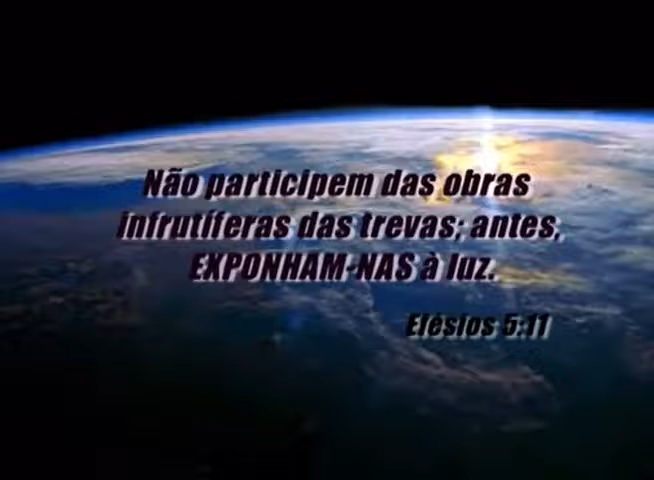 Não participem das obras
infrutíferas das trevas; antes,
EXPONHAM-NAS à luz.
Efésios 5:11